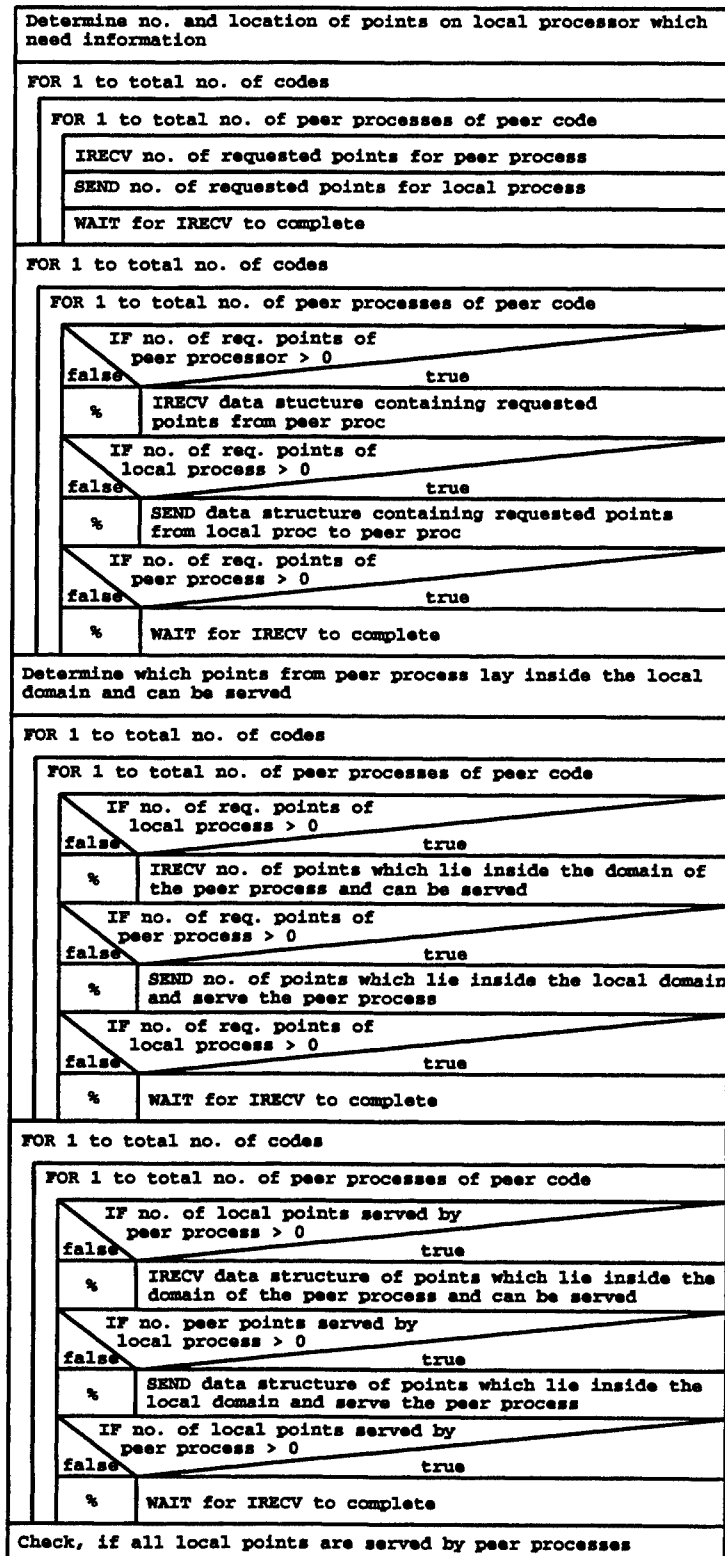 Determine no. and location of points on local processor which
need information
FOR 1 to total no. of codes
FOR 1 to total no. of peer processes of peer code
IRECV no. of requested points for peer process
SEND no. of requested points for local process
WAIT for IRECV to complete
FOR 1 to total no. of codes
FOR 1 to total no. of peer processes of peer code
IF no. of req. points of
peer processor > 0
false true
% IRECV data stucture containing requested
points from peer proc
IF no. of req. points of
local process > 0
false true
% SEND data structure containing requested points
from local proc to peer proc
IF no. of req. points of
peer process > 0
false true
% WAIT for IRECV to complete
Determine which points from peer process lay inside the local
domain and can be served
FOR 1 to total no. of codes
FOR 1 to total no. of peer processes of peer code
IF no. of req. points of
local process > 0
false true
% IRECV no. of points which lie inside the domain of
the peer process and can be served
IF no. of req. points of
peer process > 0
false true
% SEND no. of points which lie inside the local domain
and serve the peer process
IF no. of req. points of
local process > 0
false true
% WAIT for IRECV to complete
FOR 1 to total no. of codes
FOR 1 to total no. of peer processes of peer code
IF no. of local points served by
peer process > 0
false true
% IRECV data structure of points which lie inside the
domain of the peer process and can be served
IF no. peer points served by
local process > 0
false true
% SEND data structure of points which lie inside the
local domain and serve the peer process
IF no. of local points served by
peer process > 0
false true
% WAIT for IRECV to complete
Check, if all local points are served by peer processes